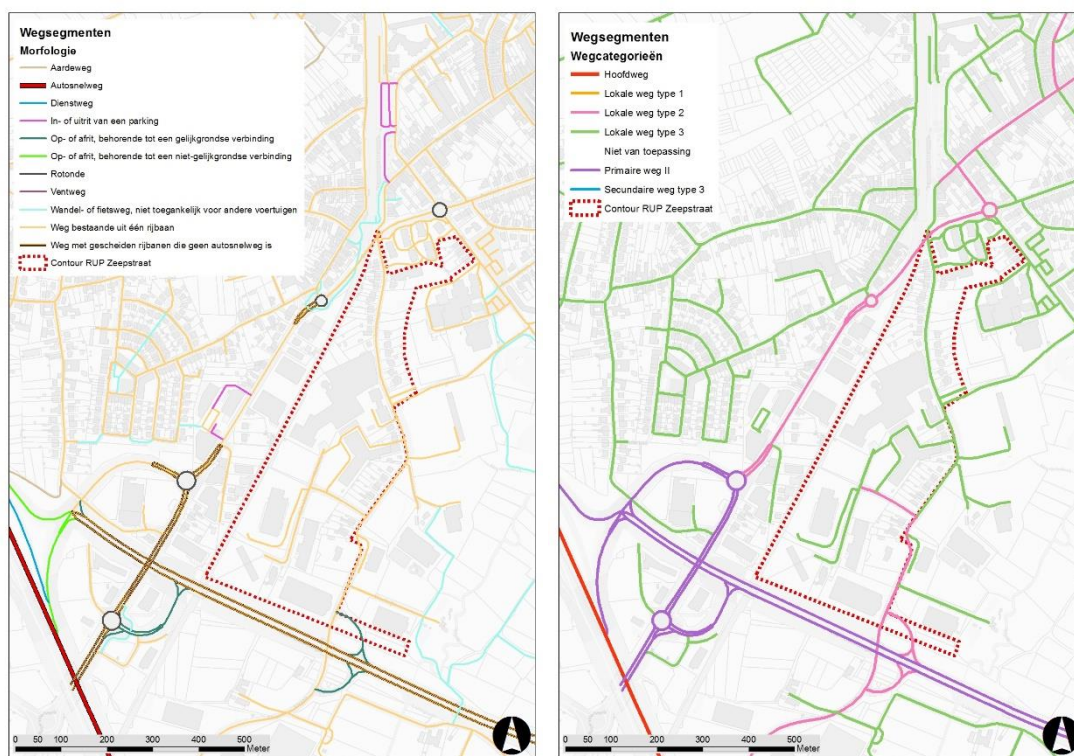 Wegsegmenten
Morfologie
Aardeweg
Autosnelweg
Dienstweg
In- of uitrit van een parking
Op- of afrit, behorende tot een gelijkgrondse verbinding
Op- of afrit, behorende tot een niet-gelijkgrondse verbinding
Rotonde
Ventweg
Wandel- of fietsweg, niet toegankelijk voor andere voertuigen
Weg bestaande uit één rijbaan
Weg met gescheiden rijbanen die geen autosnelweg is
Contour RUP Zeepstraat
0 50 100 200 300 400 500
Meter
Wegsegmenten
Wegcategorieën
Hoofdweg
Lokale weg type 1
Lokale weg type 2
Lokale weg type 3
Niet van toepassing
Primaire weg II
Secundaire weg type 3
Contour RUP Zeepstraat
0 50 100 200 300 400 500
Meter